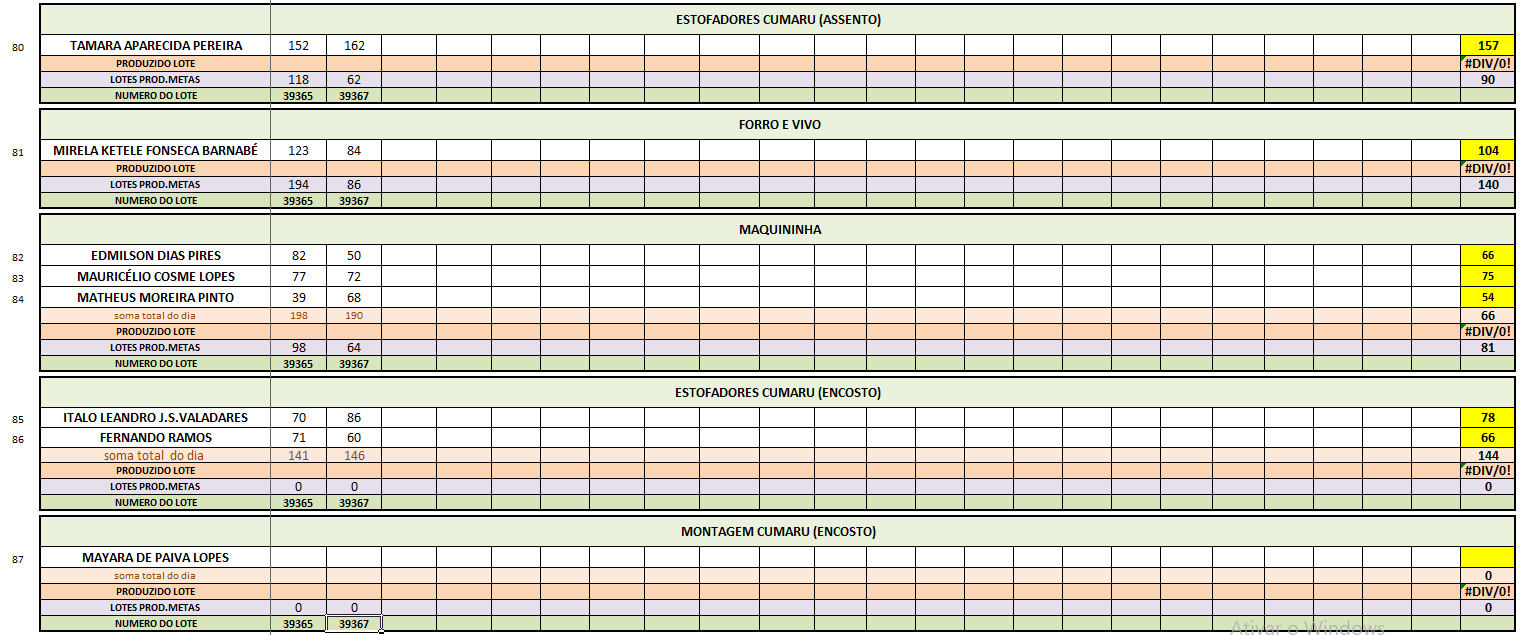 ESTOFADORES CUMARU (ASSENTO)
80 TAMARA APARECIDA PEREIRA 152 162 157
PRODUZIDO LOTE #DIV/0!
LOTES PROD.METAS 118 62 90
NUMERO DO LOTE 39365 39367
FORRO E VIVO
81 MIRELA KETELE FONSECA BARNABÉ 123 84 104
PRODUZIDO LOTE #DIV/0!
LOTES PROD.METAS 194 86 140
NUMERO DO LOTE 39365 39367
MAQUININHA
82 EDMILSON DIAS PIRES 82 50 66
83 MAURICÉLIO COSME LOPES 77 72 75
84 MATHEUS MOREIRA PINTO 39 68 54
soma total do dia 198 190 66
PRODUZIDO LOTE #DIV/0!
LOTES PROD.METAS 98 64 81
NUMERO DO LOTE 39365 39367
ESTOFADORES CUMARU (ENCOSTO)
85 ITALO LEANDRO J.S.VALADARES 70 86 78
86 FERNANDO RAMOS 71 60 66
soma total do dia 141 146 144
PRODUZIDO LOTE #DIV/0!
LOTES PROD.METAS 0 0 0
NUMERO DO LOTE 39365 39367
MONTAGEM CUMARU (ENCOSTO)
87 MAYARA DE PAIVA LOPES
soma total do dia 0
PRODUZIDO LOTE #DIV/0!
LOTES PROD.METAS 0 0 0
NUMERO DO LOTE 39365 39367
Ativar o Windows